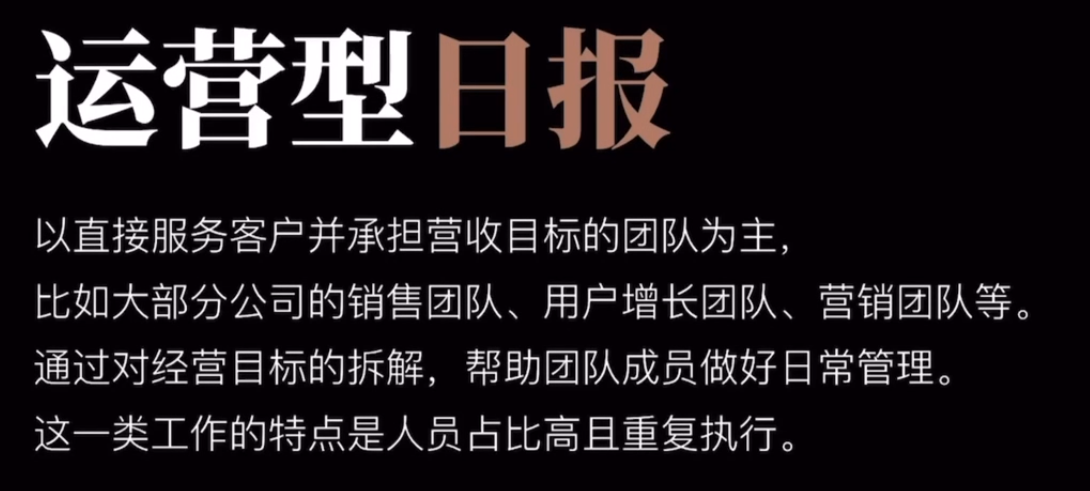 运营型日报
以直接服务客户并承担营收目标的团队为主，
比如大部分公司的销售团队、用户增长团队、营销团队等。
通过对经营目标的拆解，帮助团队成员做好日常管理。
这一类工作的特点是人员占比高且重复执行。